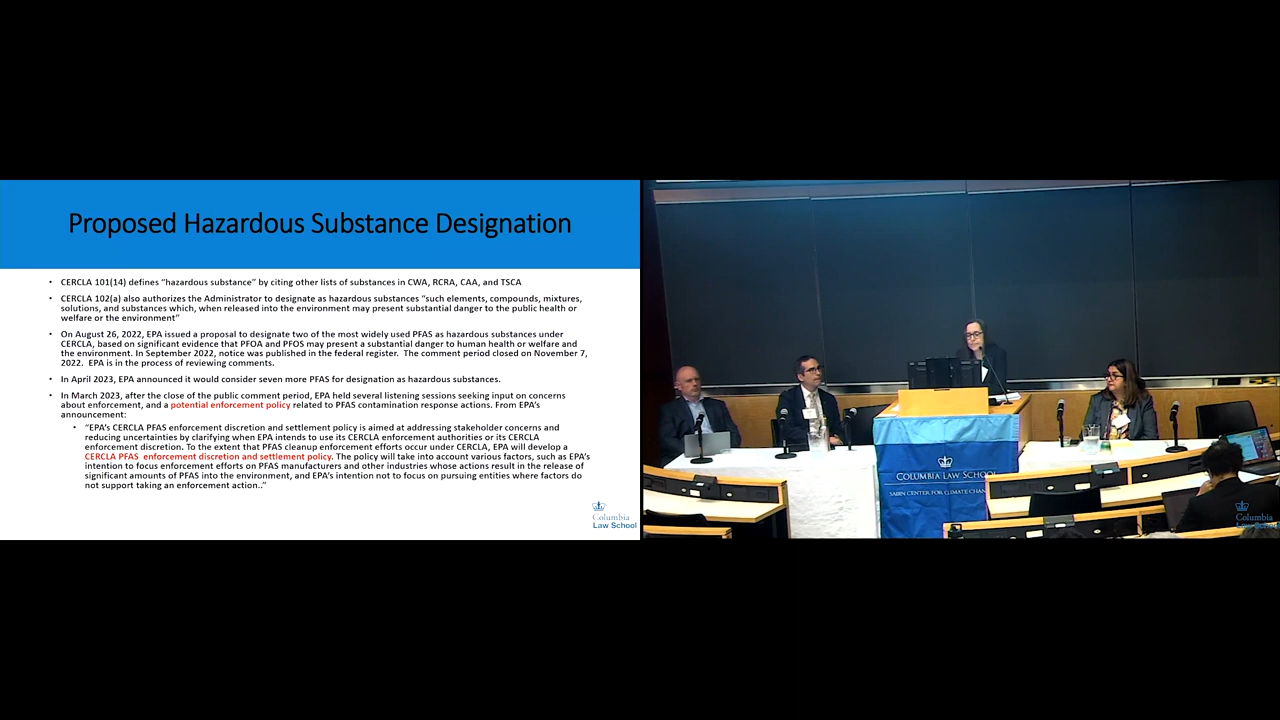 Proposed Hazardous Substance Designation
• CERCLA 101(14) defines “hazardous substance” by citing other lists of substances in CWA, RCRA, CAA, and TSCA
• CERCLA 102(a) also authorizes the Administrator to designate as hazardous substances “such elements, compounds, mixtures,
solutions, and substances which, when released into the environment may present substantial danger to the public health or
welfare or the environment”
• On August 26, 2022, EPA issued a proposal to designate two of the most widely used PFAS as hazardous substances under
CERCLA, based on significant evidence that PFOA and PFOS may present a substantial danger to human health or welfare and
the environment. In September 2022, notice was published in the federal register. The comment period closed on November 7,
2022. EPA is in the process of reviewing comments.
• In April 2023, EPA announced it would consider seven more PFAS for designation as hazardous substances.
• In March 2023, after the close of the public comment period, EPA held several listening sessions seeking input on concerns
about enforcement, and a potential enforcement policy related to PFAS contamination response actions. From EPA’s
announcement:
• “EPA’s CERCLA PFAS enforcement discretion and settlement policy is aimed at addressing stakeholder concerns and
reducing uncertainties by clarifying when EPA intends to use its CERCLA enforcement authorities or its CERCLA
enforcement discretion. To the extent that PFAS cleanup enforcement efforts occur under CERCLA, EPA will develop a
CERCLA PFAS enforcement discretion and settlement policy. The policy will take into account various factors, such as EPA’s
intention to focus enforcement efforts on PFAS manufacturers and other industries whose actions result in the release of
significant amounts of PFAS into the environment, and EPA’s intention not to focus on pursuing entities where factors do
not support taking an enforcement action..”
Columbia
Law School
COLUMBIA LAW SCHOOL
SABIN CENTER FOR CLIMATE CHAN
Columbia
Law School